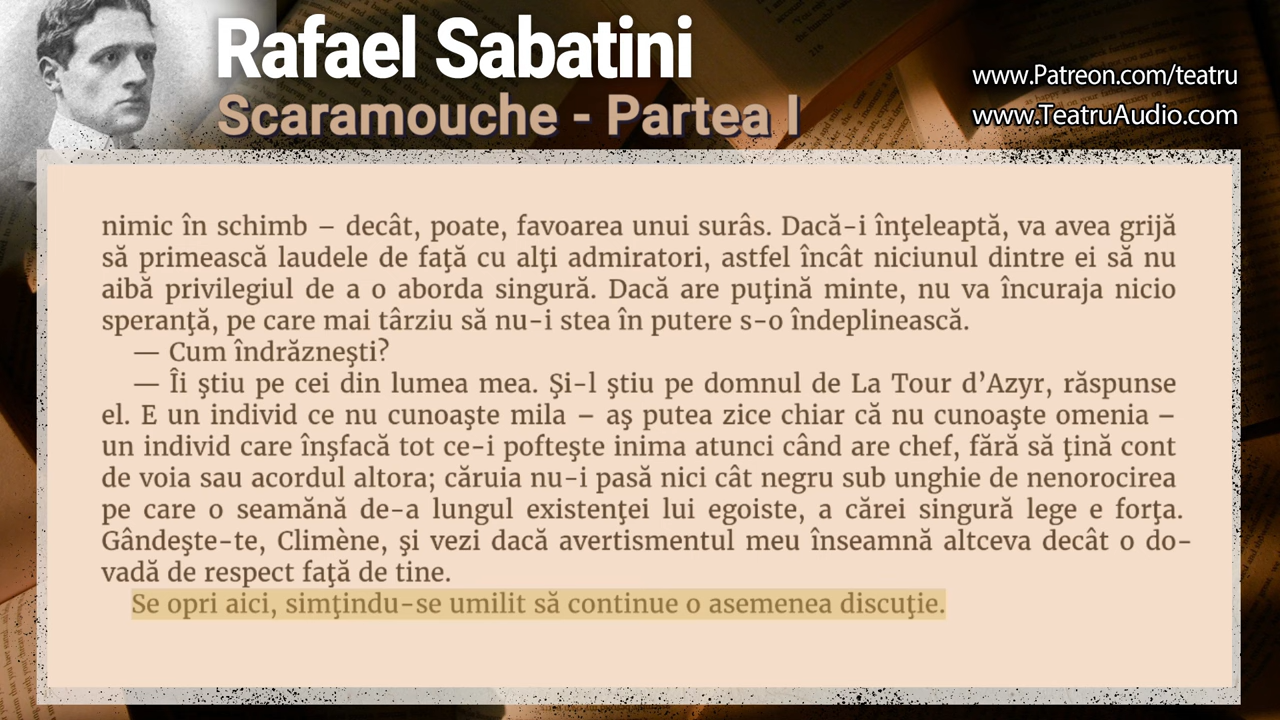 Rafael Sabatini
Scaramouche - Partea I
www.Patreon.com/teatru
www.TeatruAudio.com
nimic în schimb – decât, poate, favoarea unui surâs. Dacă-i înţeleaptă, va avea grijă
să primească laudele de faţă cu alţi admiratori, astfel încât niciunul dintre ei să nu
aibă privilegiul de a o aborda singură. Dacă are puţină minte, nu va încuraja nicio
speranţă, pe care mai târziu să nu-i stea în putere s-o îndeplinească.
— Cum îndrăzneşti?
— Îi ştiu pe cei din lumea mea. Şi-l ştiu pe domnul de La Tour d’Azyr, răspunse
el. E un individ ce nu cunoaşte mila – aş putea zice chiar că nu cunoaşte omenia –
un individ care înşfacă tot ce-i pofteşte inima atunci când are chef, fără să ţină cont
de voia sau acordul altora; căruia nu-i pasă nici cât negru sub unghie de nenorocirea
pe care o seamănă de-a lungul existenţei lui egoiste, a cărei singură lege e forţa.
Gândeşte-te, Climène, şi vezi dacă avertismentul meu înseamnă altceva decât o do-
vadă de respect faţă de tine.
Se opri aici, simţindu-se umilit să continue o asemenea discuţie.